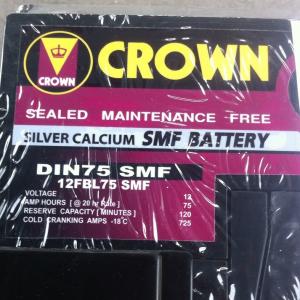 CROWN
CROWN
SEALED MAINTENANCE FREE
SILVER CALCIUM SMF BATTERY
DIN75 SMF
12FBL75 SMF
VOLTAGE 12
AMP HOURS [ @ 20 hr Rate ] 75
RESERVE CAPACITY [ MINUTES ] 120
COLD CRANKING AMPS -18°C 725